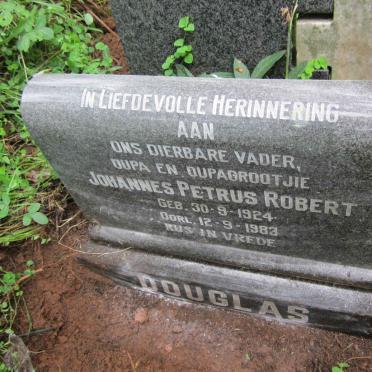 In Liefdevolle Herinnering
AAN
ONS DIERBARE VADER,
OUPA EN OUPAGROOTJIE
JOHANNES PETRUS ROBERT
GEB. 30-9-1924
OORL. 12-9-1983
RUS IN VREDE
DOUGLAS